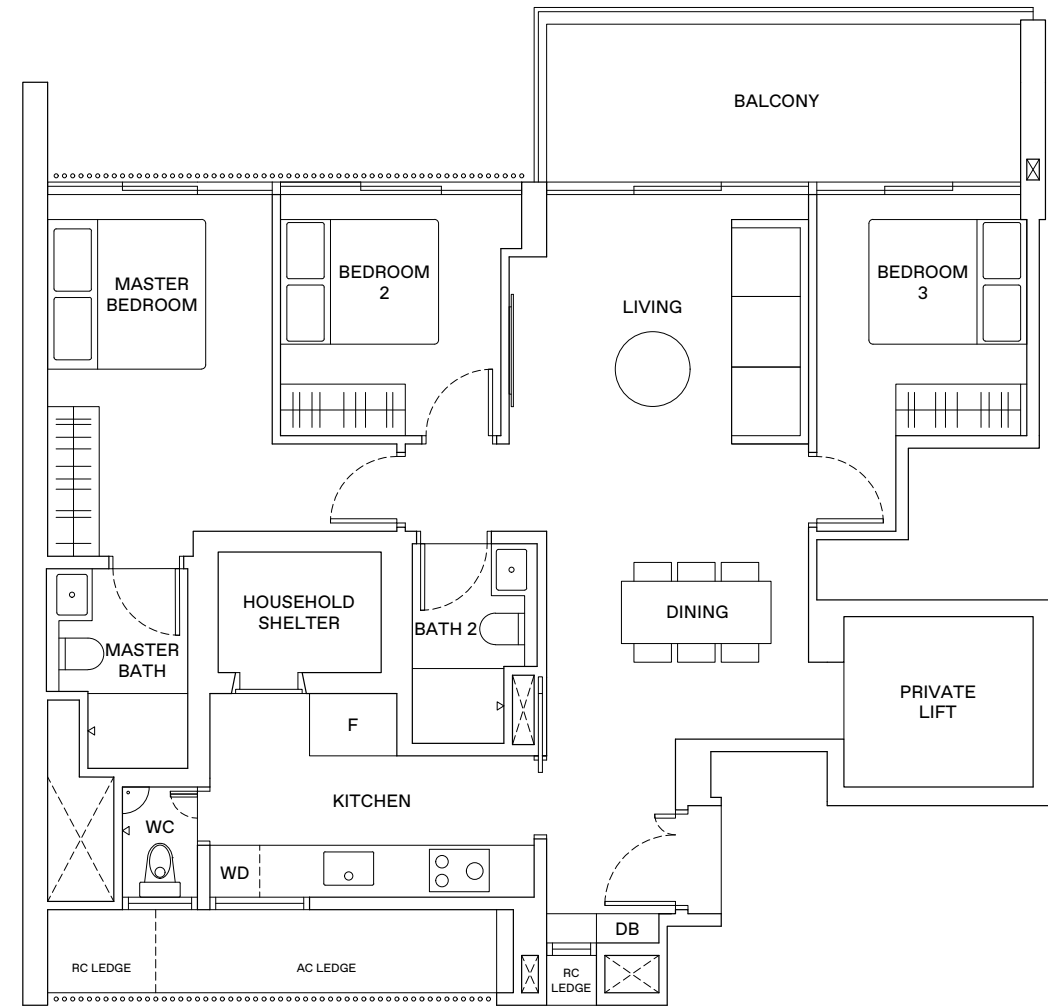 BALCONY
MASTER
BEDROOM
BEDROOM
2
LIVING
BEDROOM
3
HOUSEHOLD
SHELTER
DINING
BATH 2
MASTER
BATH
PRIVATE
LIFT
F
KITCHEN
WC
WD
DB
RC LEDGE
AC LEDGE
RC
LEDGE